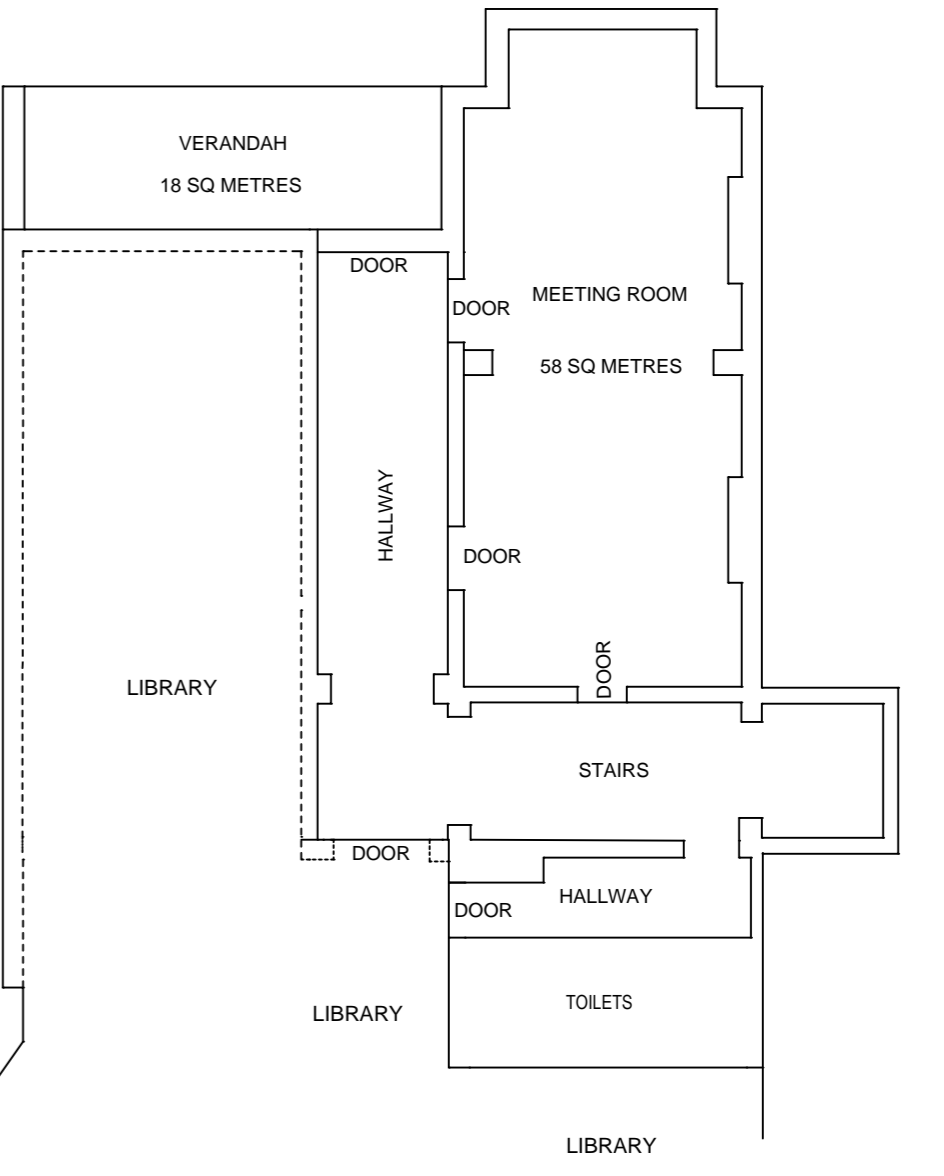 VERANDAH
18 SQ METRES
DOOR
DOOR
MEETING ROOM
58 SQ METRES
HALLWAY
DOOR
DOOR
LIBRARY
STAIRS
DOOR
HALLWAY
DOOR
TOILETS
LIBRARY
LIBRARY